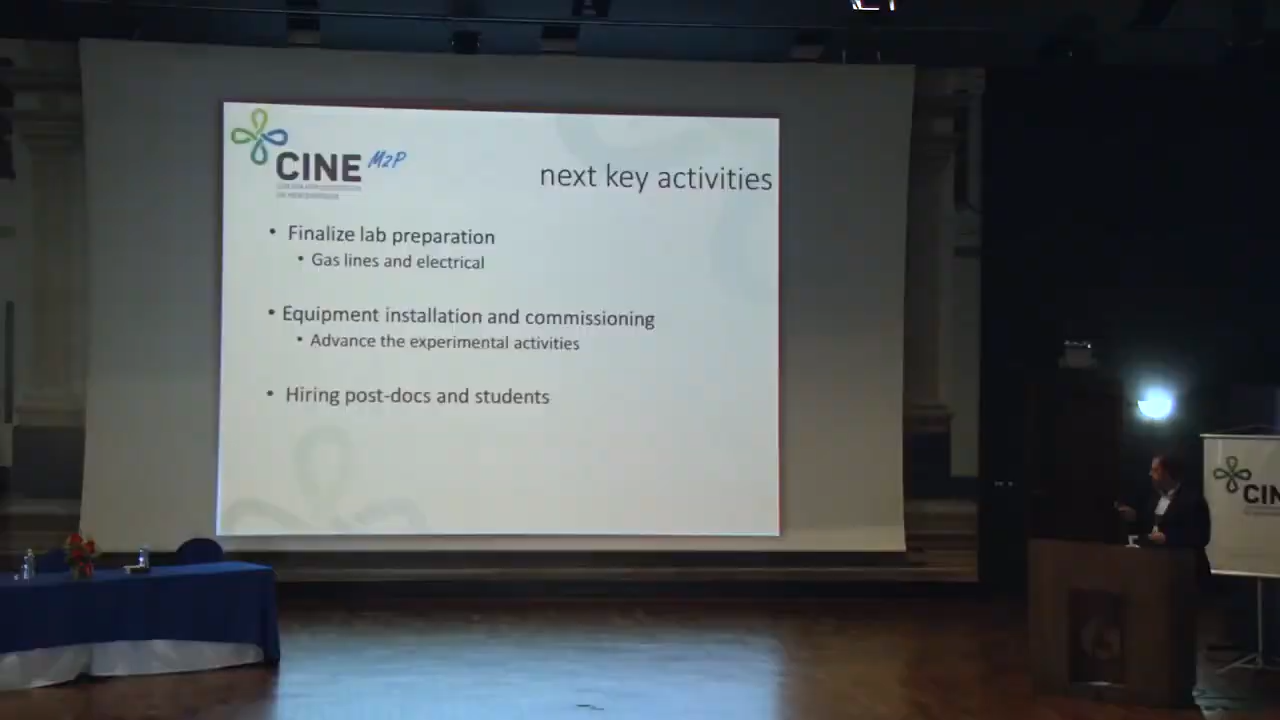 CINE M2P
next key activities
• Finalize lab preparation
• Gas lines and electrical
• Equipment installation and commissioning
• Advance the experimental activities
• Hiring post-docs and students
CIN